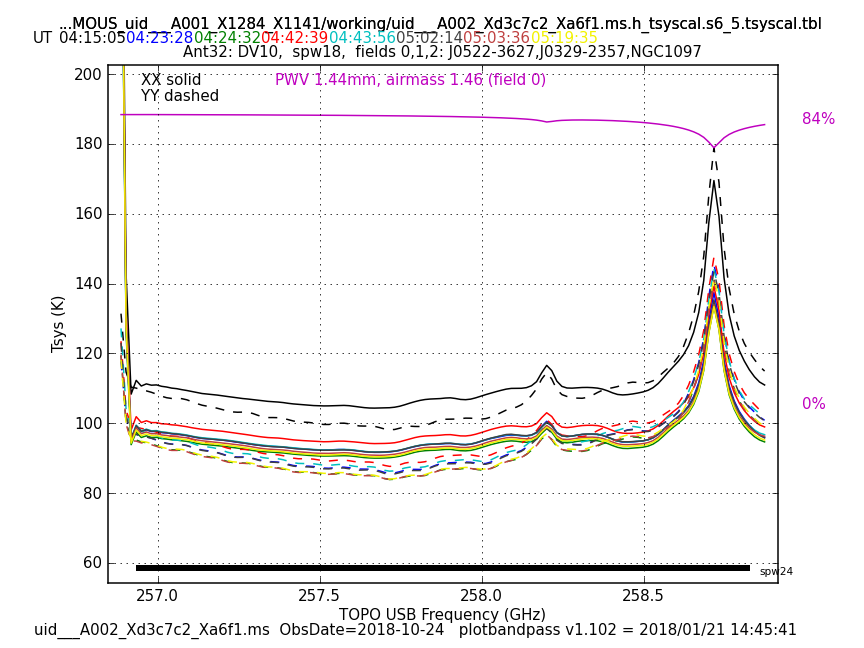 ...MOUS_uid___A001_X1284_X1141/working/uid___A002_Xd3c7c2_Xa6f1.ms.h_tsyscal.s6_5.tsyscal.tbl
UT 04:15:05 04:23:28 04:24:32 04:42:39 04:43:56 05:02:14 05:03:36 05:19:35
Ant32: DV10, spw18, fields 0,1,2: J0522-3627,J0329-2357,NGC1097
XX solid
YY dashed
PWV 1.44mm, airmass 1.46 (field 0)
200
180
160
140
120
100
80
60
Tsys (K)
84%
0%
spw24
257.0 257.5 258.0 258.5
TOPO USB Frequency (GHz)
uid___A002_Xd3c7c2_Xa6f1.ms ObsDate=2018-10-24 plotbandpass v1.102 = 2018/01/21 14:45:41